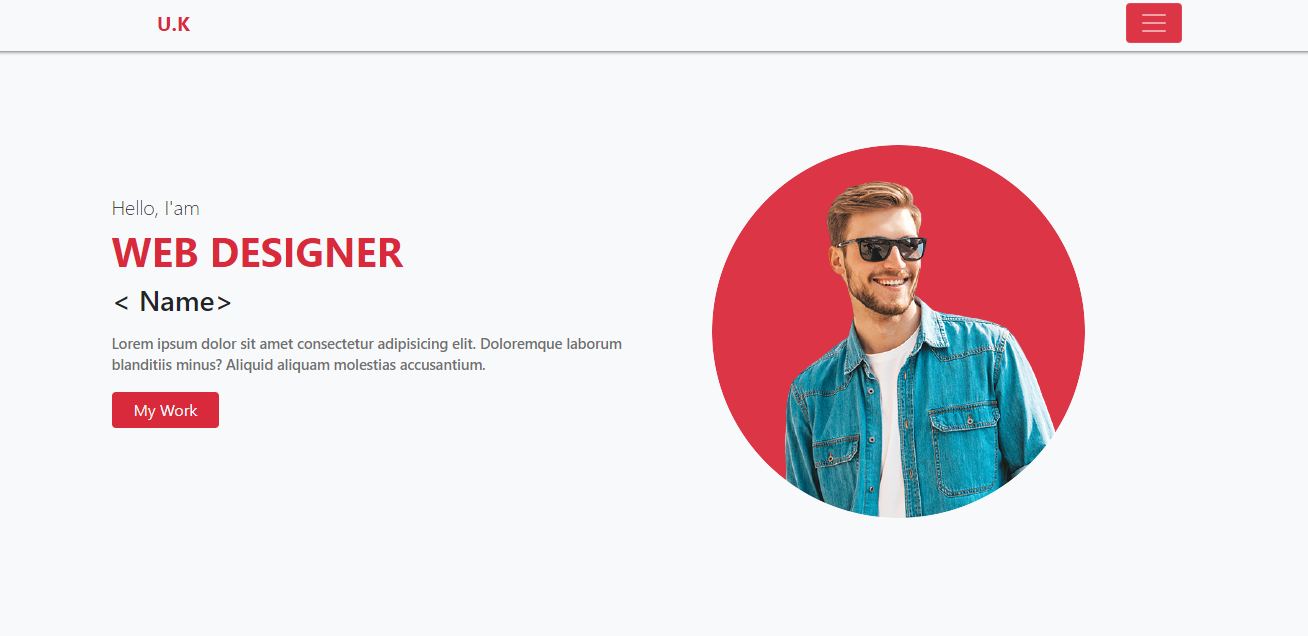 U.K
Hello, I'am
WEB DESIGNER
< Name>
Lorem ipsum dolor sit amet consectetur adipisicing elit. Doloremque laborum
blanditiis minus? Aliquid aliquam molestias accusantium.
My Work